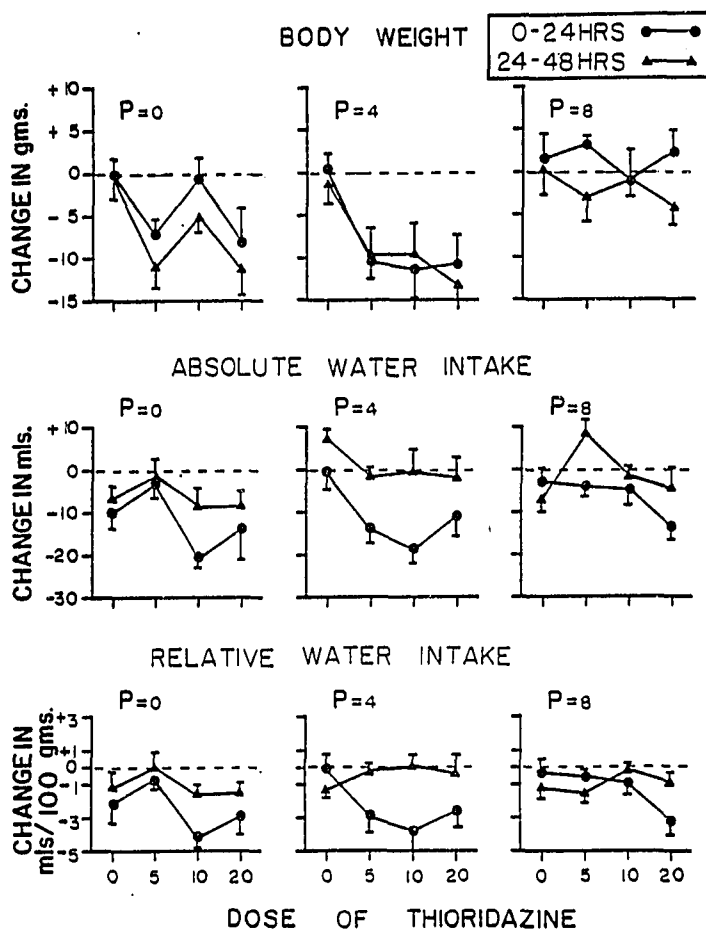 BODY WEIGHT
0-24HRS
24-48HRS
P=0 P=4 P=8
CHANGE IN gms.
+10
+5
0
-5
-10
-15
ABSOLUTE WATER INTAKE
P=0 P=4 P=8
CHANGE IN mls.
+10
0
-10
-20
-30
RELATIVE WATER INTAKE
P=0 P=4 P=8
CHANGE IN
mls/100 gms.
+3
+1
0
-1
-3
-5
0 5 10 20 0 5 10 20 0 5 10 20
DOSE OF THIORIDAZINE